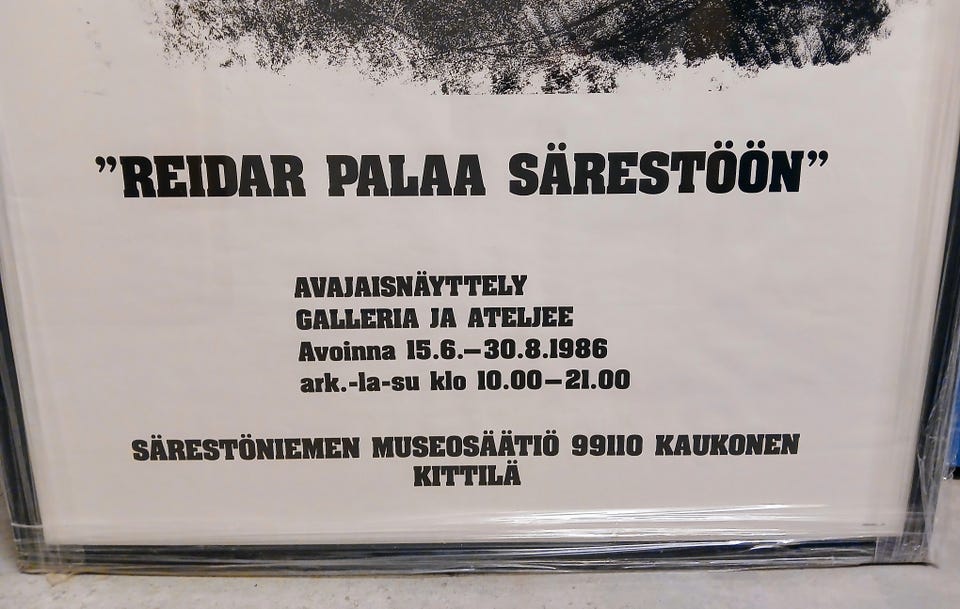 ”REIDAR PALAA SÄRESTÖÖN”
AVAJAISNÄYTTELY
GALLERIA JA ATELJEE
Avoinna 15.6.–30.8.1986
ark.-la-su klo 10.00–21.00
SÄRESTÖNIEMEN MUSEOSÄÄTIÖ 99110 KAUKONEN
KITTILÄ